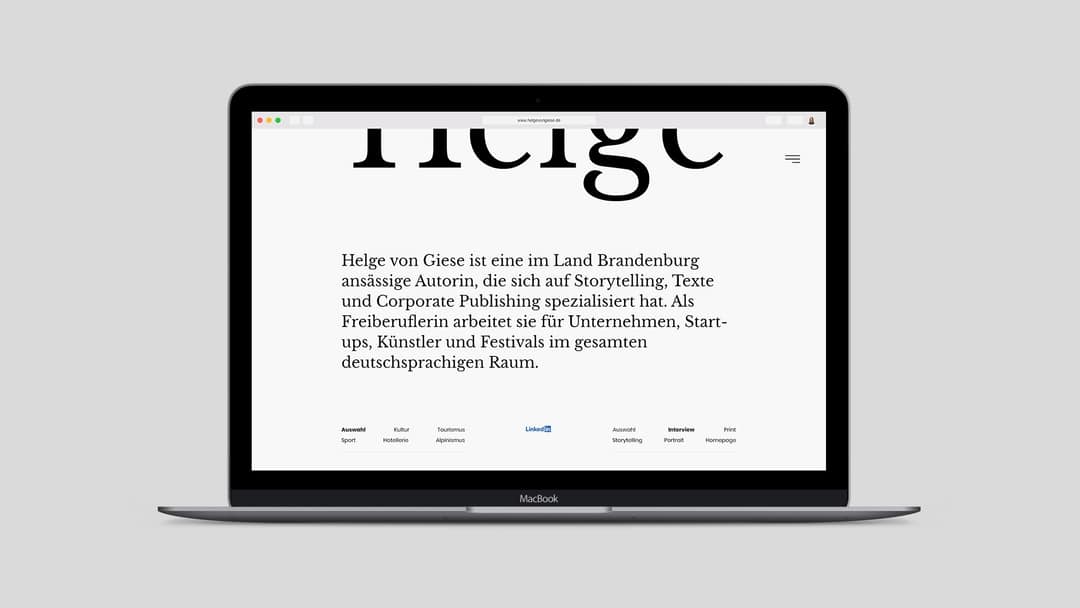 www.helgevongiese.de
Helge
Helge von Giese ist eine im Land Brandenburg
ansässige Autorin, die sich auf Storytelling, Texte
und Corporate Publishing spezialisiert hat. Als
Freiberuflerin arbeitet sie für Unternehmen, Start-
ups, Künstler und Festivals im gesamten
deutschsprachigen Raum.
Auswahl Kultur Tourismus LinkedIn Auswahl Interview Print
Sport Hotellerie Alpinismus Storytelling Portrait Homepage
MacBook